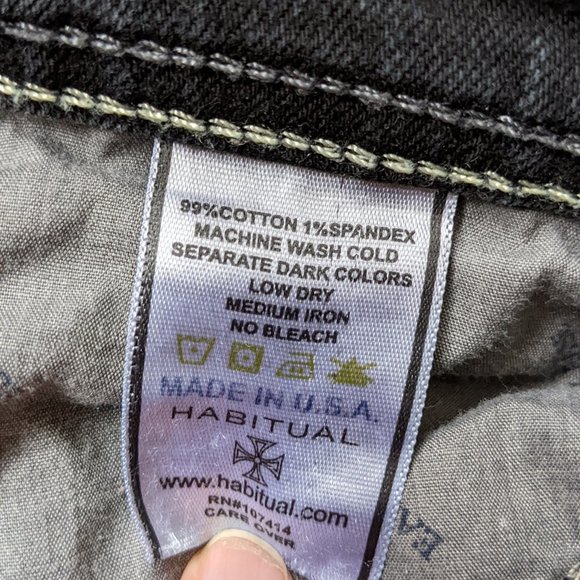 99%COTTON 1%SPANDEX
MACHINE WASH COLD
SEPARATE DARK COLORS
LOW DRY
MEDIUM IRON
NO BLEACH
MADE IN U.S.A.
HABITUAL
www.habitual.com
RN#107414
CARE OVER